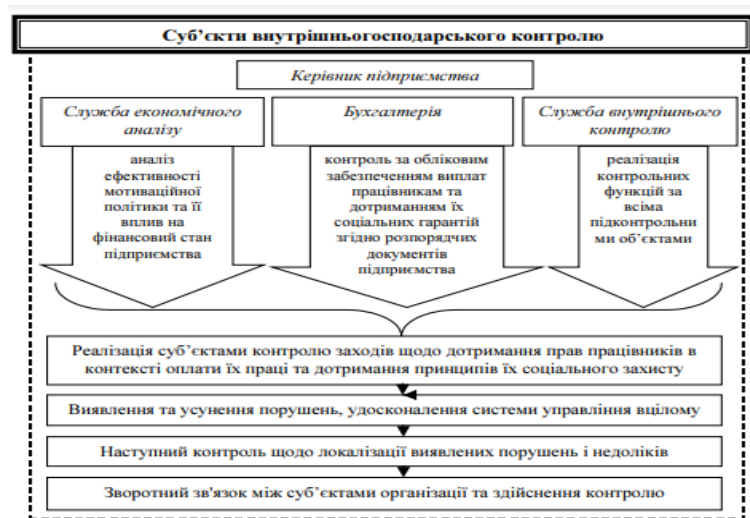 Суб’єкти внутрішньогосподарського контролю
Керівник підприємства
Служба економічного
аналізу
Бухгалтерія
Служба внутрішнього
контролю
аналіз
ефективності
мотиваційної
політики та її
вплив на
фінансовий стан
підприємства
контроль за обліковим
забезпеченням виплат
працівникам та
дотриманням їх
соціальних гарантій
згідно розпорядчих
документів
підприємства
реалізація
контрольних
функцій за
всіма
підконтрольни
ми об’єктами
Реалізація суб’єктами контролю заходів щодо дотримання прав працівників в
контексті оплати їх праці та дотримання принципів їх соціального захисту
Виявлення та усунення порушень, удосконалення системи управління вцілому
Наступний контроль щодо локалізації виявлених порушень і недоліків
Зворотний зв'язок між суб’єктами організації та здійснення контролю